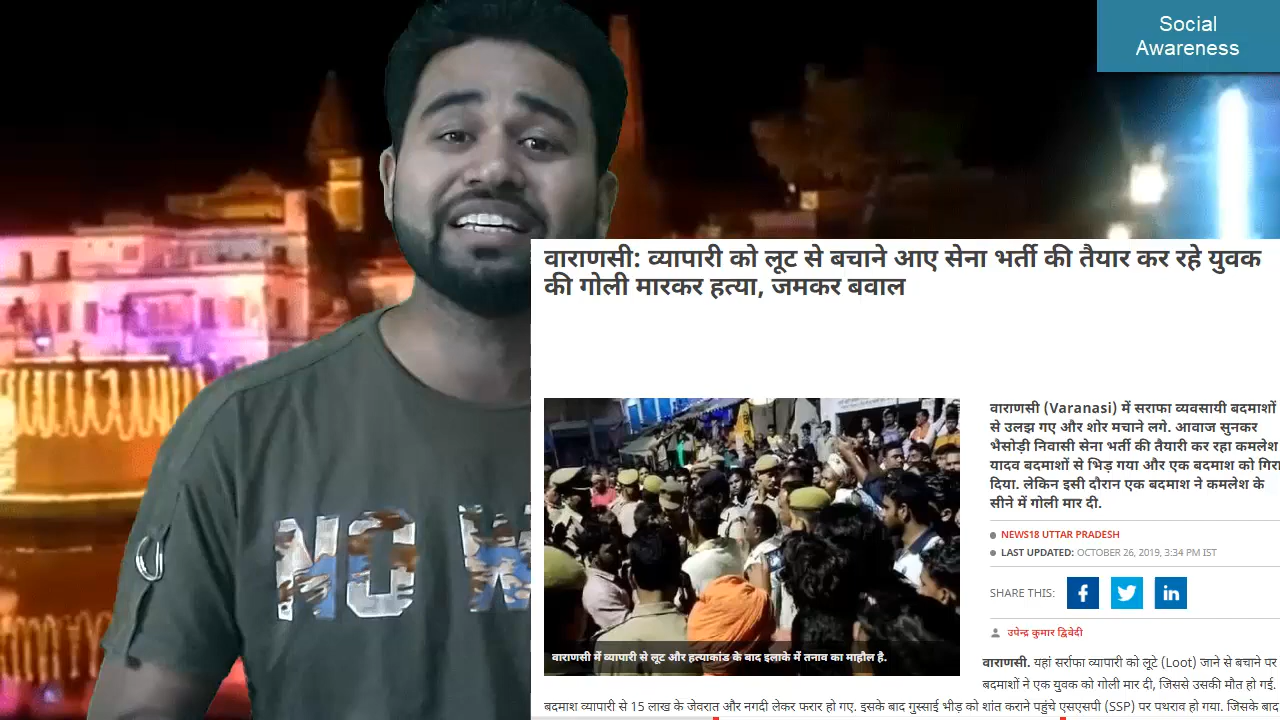 Social
Awareness
वाराणसी: व्यापारी को लूट से बचाने आए सेना भर्ती की तैयार कर रहे युवक
की गोली मारकर हत्या, जमकर बवाल
NO W
वाराणसी (Varanasi) में सराफा व्यवसायी बदमाशों
से उलझ गए और शोर मचाने लगे. आवाज सुनकर
भैसोड़ी निवासी सेना भर्ती की तैयारी कर रहा कमलेश
यादव बदमाशों से भिड़ गया और एक बदमाश को गिरा
दिया. लेकिन इसी दौरान एक बदमाश ने कमलेश के
सीने में गोली मार दी.
NEWS18 UTTAR PRADESH
LAST UPDATED: OCTOBER 26, 2019, 3:34 PM IST
SHARE THIS:
उपेन्द्र कुमार द्विवेदी
वाराणसी में व्यापारी से लूट और हत्याकांड के बाद इलाके में तनाव का माहौल है.
वाराणसी. यहां सर्राफा व्यापारी को लूटे (Loot) जाने से बचाने पर
बदमाशों ने एक युवक को गोली मार दी, जिससे उसकी मौत हो गई.
बदमाश व्यापारी से 15 लाख के जेवरात और नगदी लेकर फरार हो गए. इसके बाद गुस्साई भीड़ को शांत कराने पहुंचे एसएसपी (SSP) पर पथराव हो गया. जिसके बाद